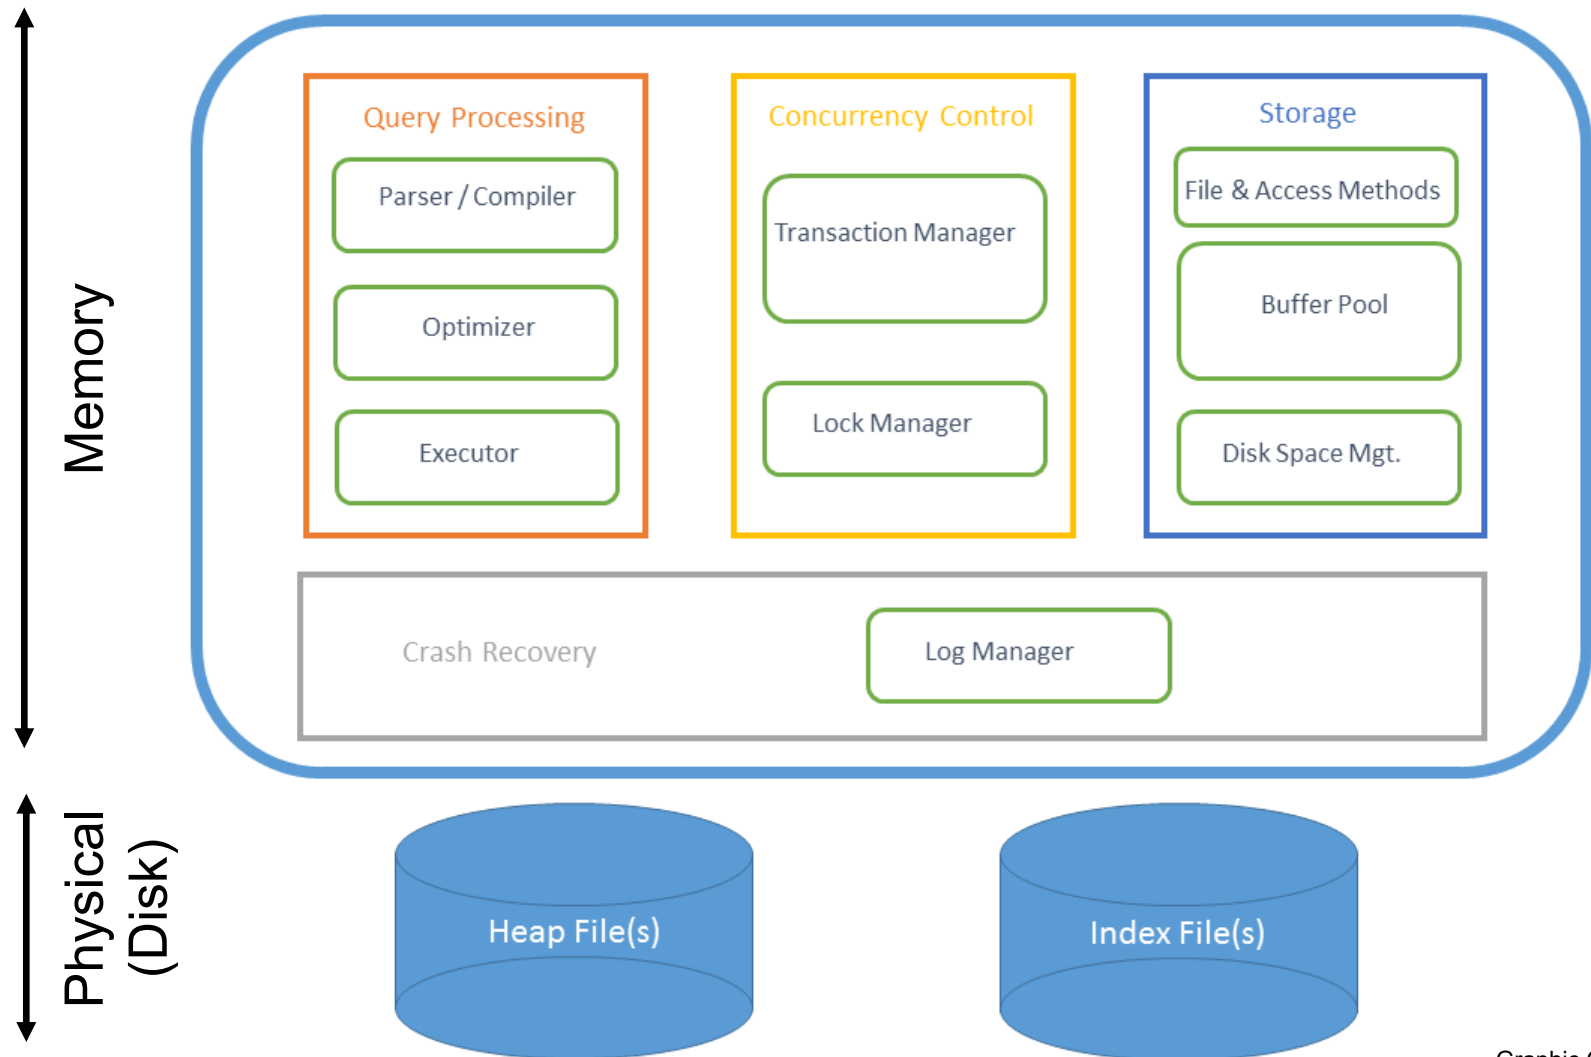 Memory
Query Processing
Parser / Compiler
Optimizer
Executor
Concurrency Control
Transaction Manager
Lock Manager
Storage
File & Access Methods
Buffer Pool
Disk Space Mgt.
Crash Recovery
Log Manager
Physical
(Disk)
Heap File(s)
Index File(s)